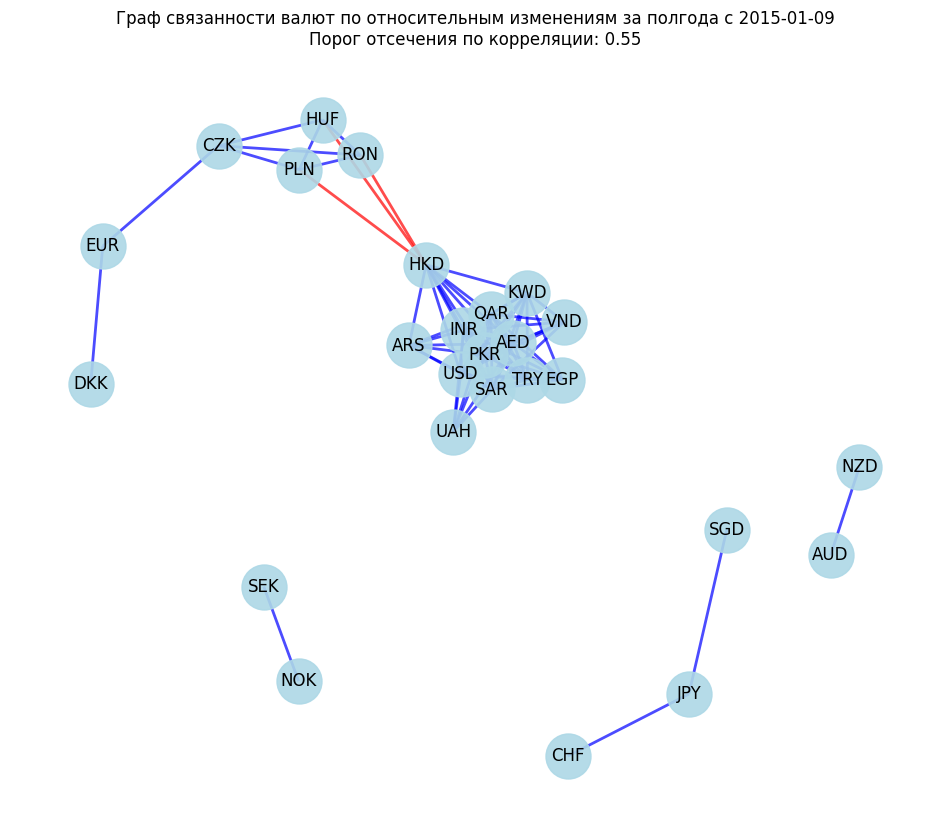 Граф связанности валют по относительным изменениям за полгода с 2015-01-09
Порог отсечения по корреляции: 0.55
HUF
CZK
RON
PLN
EUR
HKD
KWD
QAR
VND
INR
AED
ARS
PKR
USD
TRY
EGP
DKK
SAR
UAH
NZD
SGD
AUD
SEK
NOK
JPY
CHF